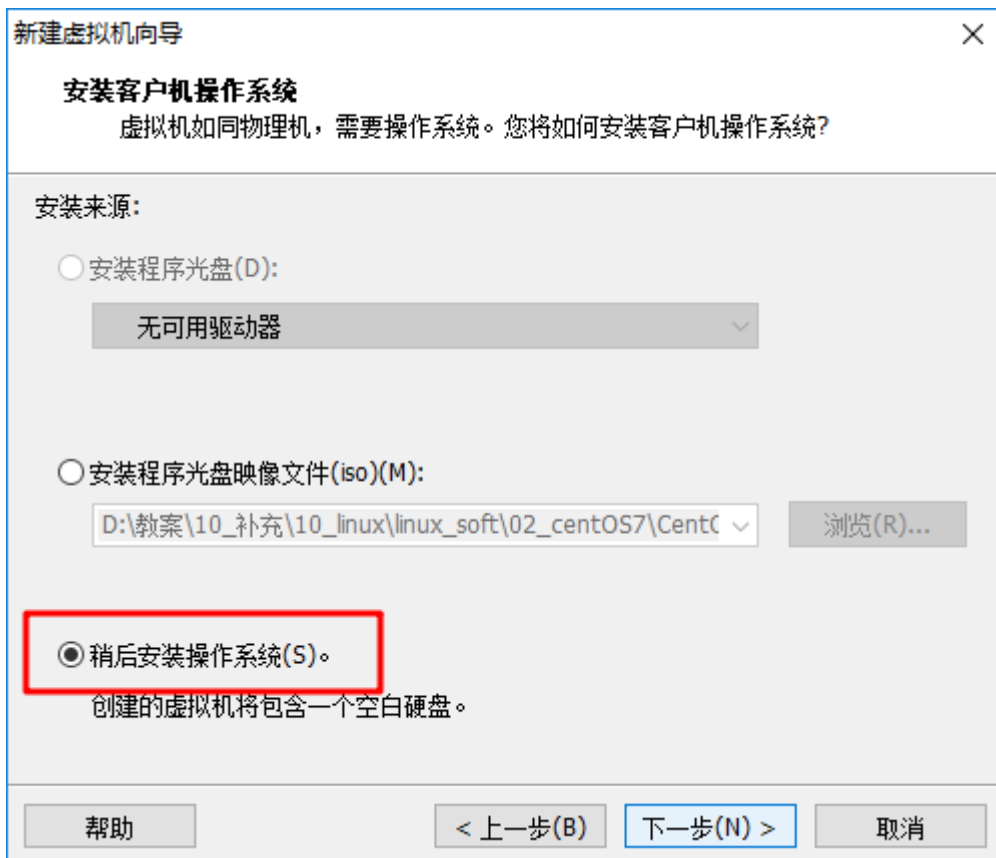 新建虚拟机向导
安装客户机操作系统
虚拟机如同物理机，需要操作系统。您将如何安装客户机操作系统?
安装来源:
安装程序光盘(D):
无可用驱动器
安装程序光盘映像文件(iso)(M):
D:\教案\10_补充\10_linux\linux_soft\02_centOS7\Cent
浏览(R)...
稍后安装操作系统(S)。
创建的虚拟机将包含一个空白硬盘。
帮助
< 上一步(B)
下一步(N) >
取消